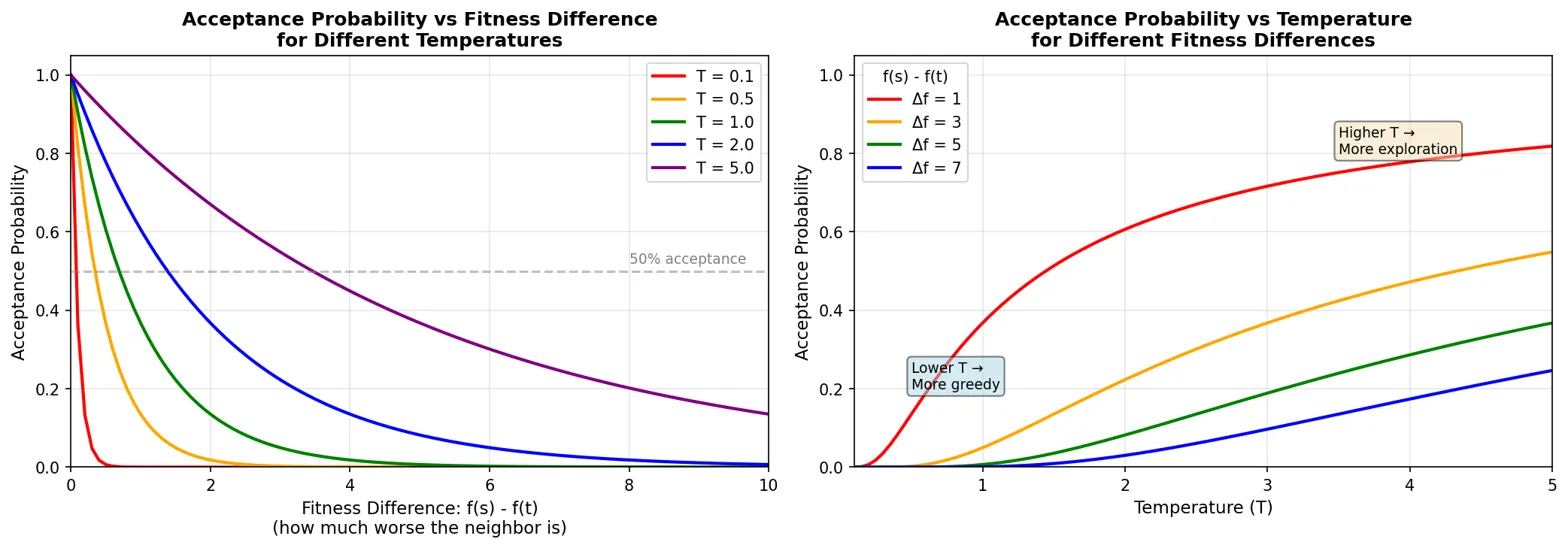 Acceptance Probability vs Fitness Difference
for Different Temperatures
Acceptance Probability
1.0
0.8
0.6
0.4
0.2
0.0
T = 0.1
T = 0.5
T = 1.0
T = 2.0
T = 5.0
50% acceptance
0 2 4 6 8 10
Fitness Difference: f(s) - f(t)
(how much worse the neighbor is)
Acceptance Probability vs Temperature
for Different Fitness Differences
Acceptance Probability
1.0
0.8
0.6
0.4
0.2
0.0
f(s) - f(t)
Δf = 1
Δf = 3
Δf = 5
Δf = 7
Higher T →
More exploration
Lower T →
More greedy
1 2 3 4 5
Temperature (T)